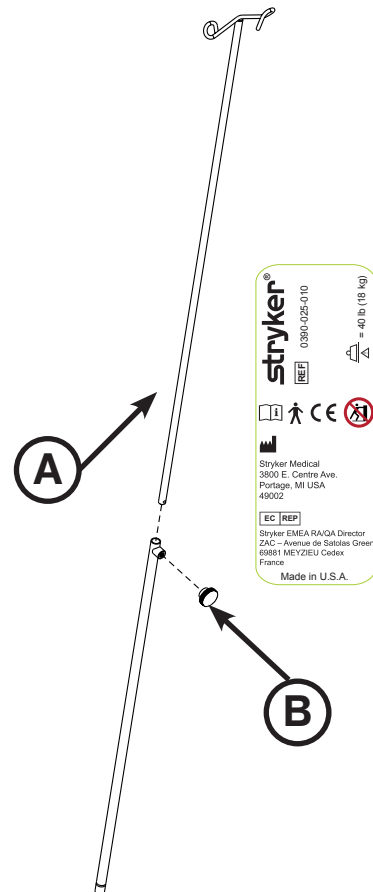 A
B
stryker®
REF 0390-025-010
= 40 lb (18 kg)
CE
Stryker Medical
3800 E. Centre Ave.
Portage, MI USA
49002
EC REP
Stryker EMEA RA/QA Director
ZAC – Avenue de Satolas Green
69881 MEYZIEU Cedex
France
Made in U.S.A.